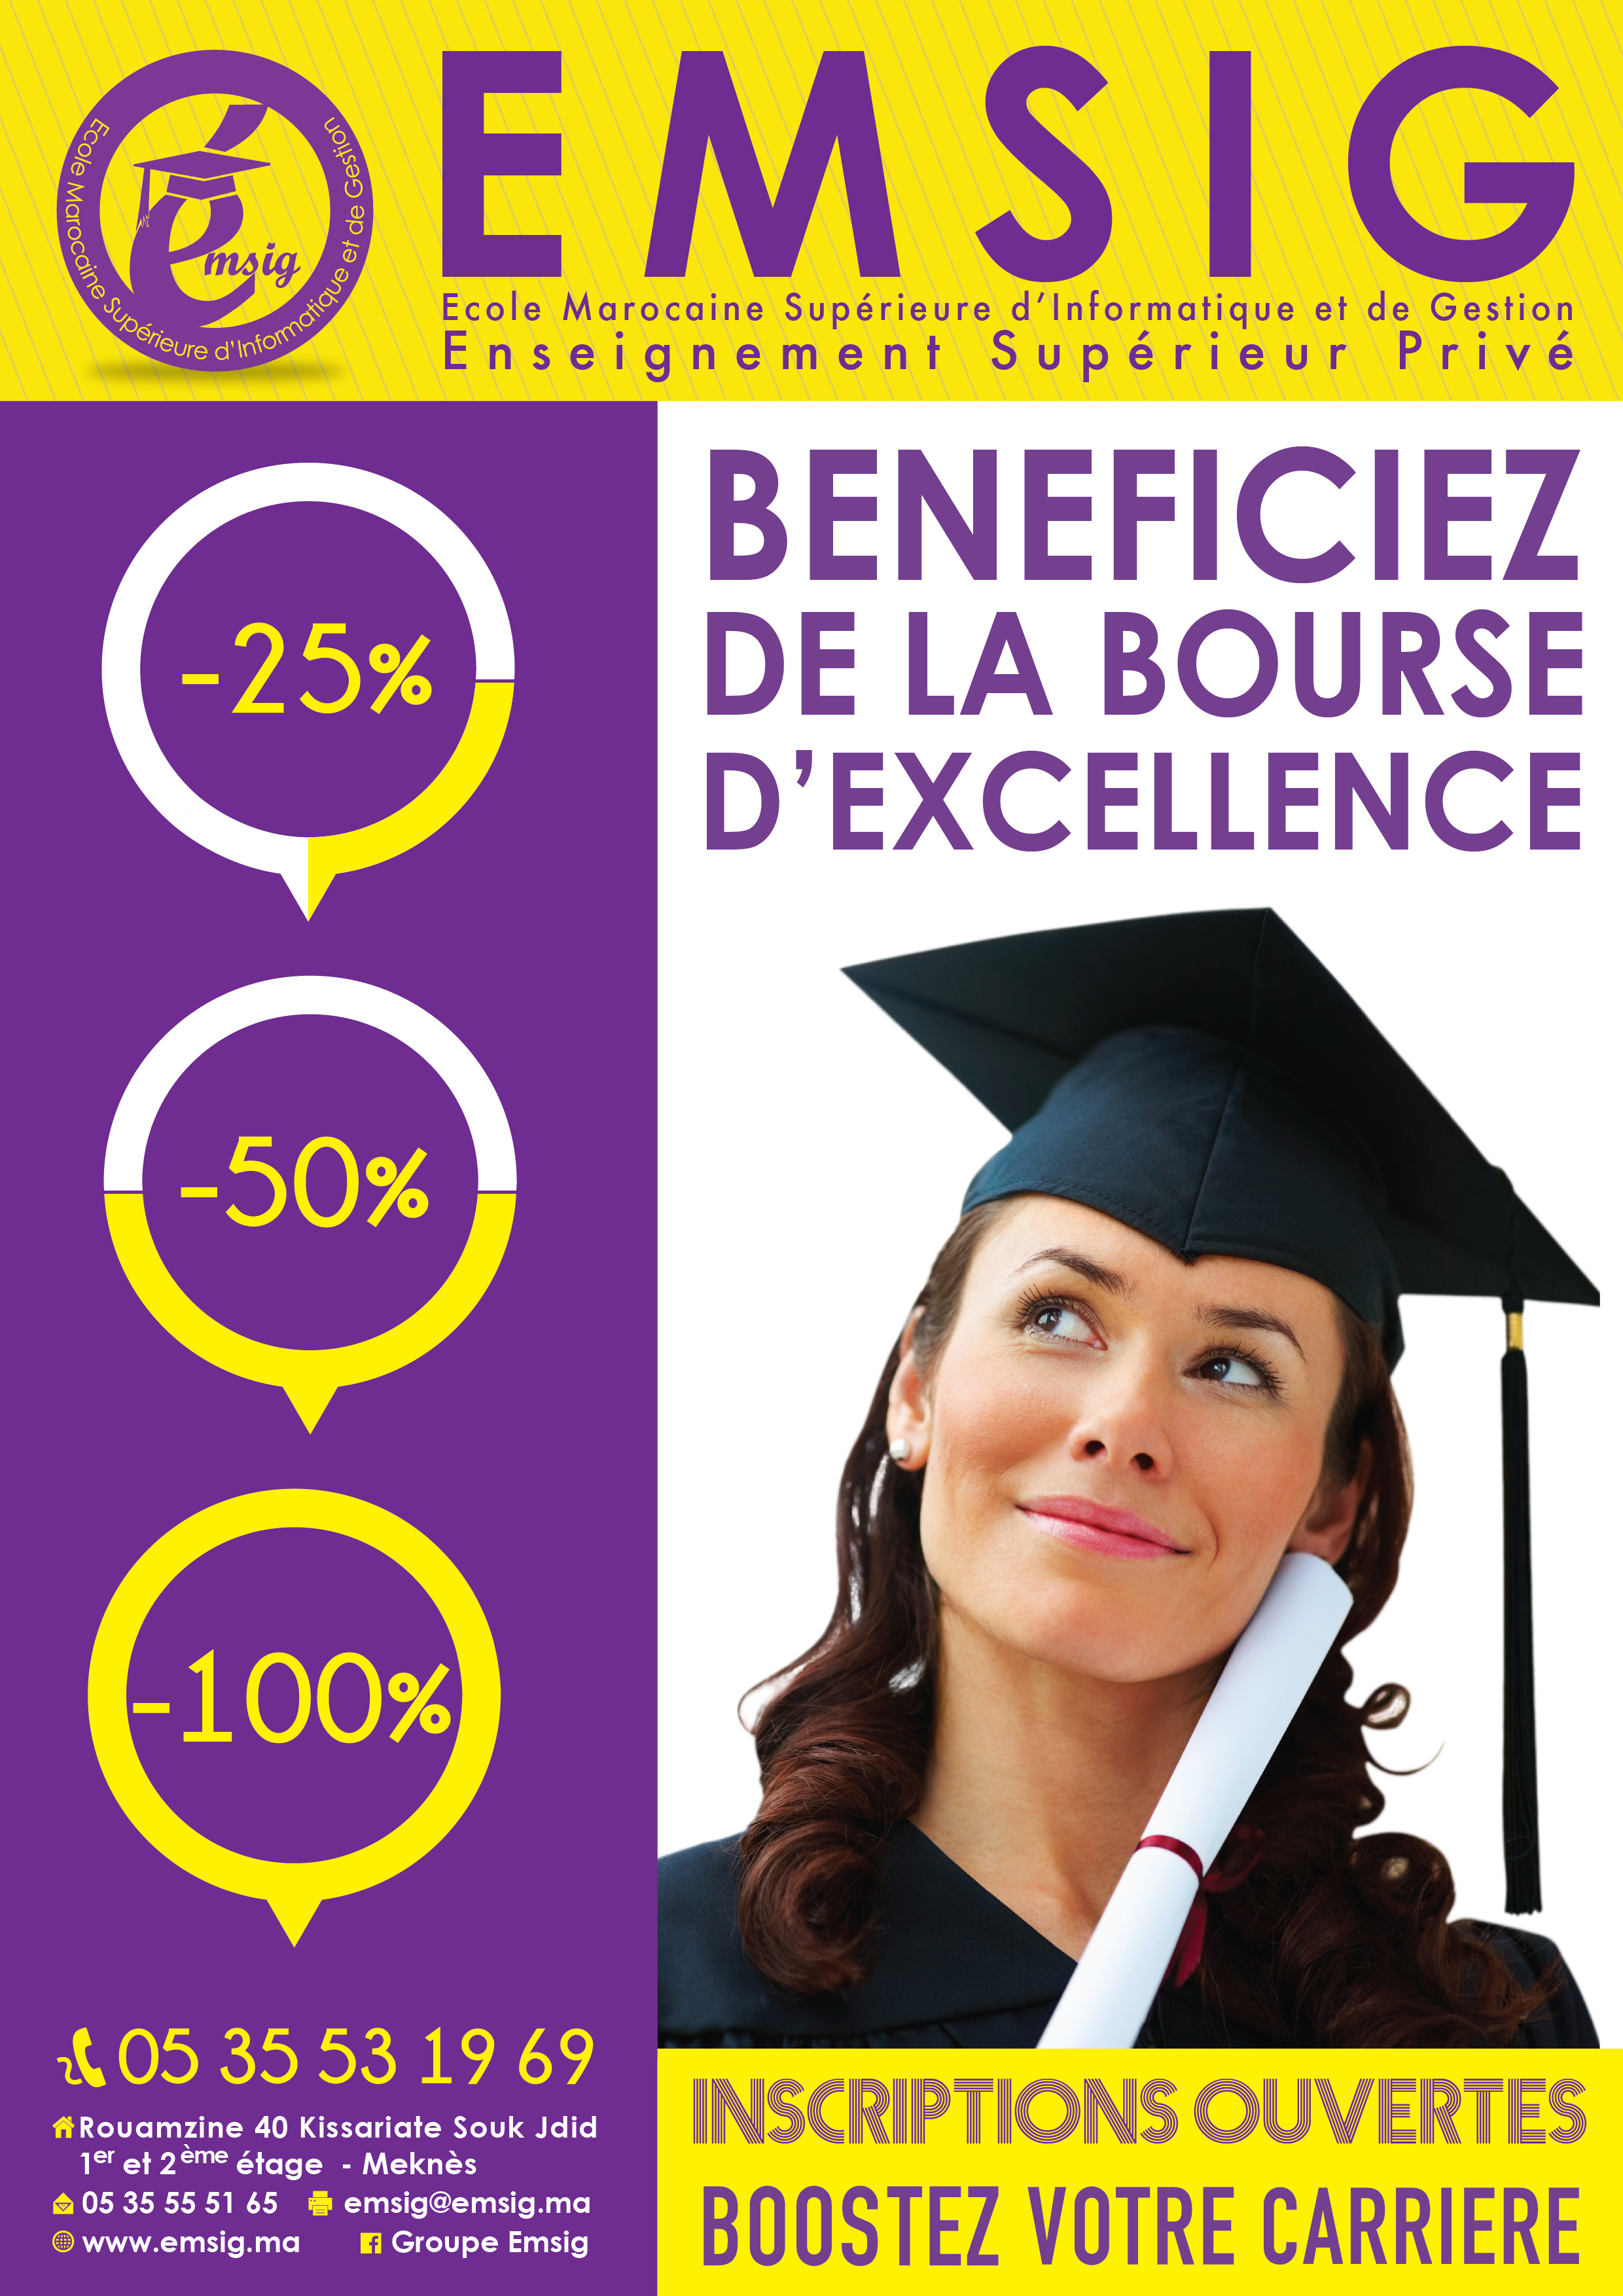 Ecole Marocaine Supérieure d'Informatique et de Gestion
émsig
EMSIG
Ecole Marocaine Supérieure d'Informatique et de Gestion
Enseignement Supérieur Privé
-25%
-50%
-100%
BENEFICIEZ
DE LA BOURSE
D'EXCELLENCE
05 35 53 19 69
Rouamzine 40 Kissariate Souk Jdid
1er et 2ème étage - Meknès
05 35 55 51 65 emsig@emsig.ma
www.emsig.ma Groupe Emsig
INSCRIPTIONS OUVERTES
BOOSTEZ VOTRE CARRIERE